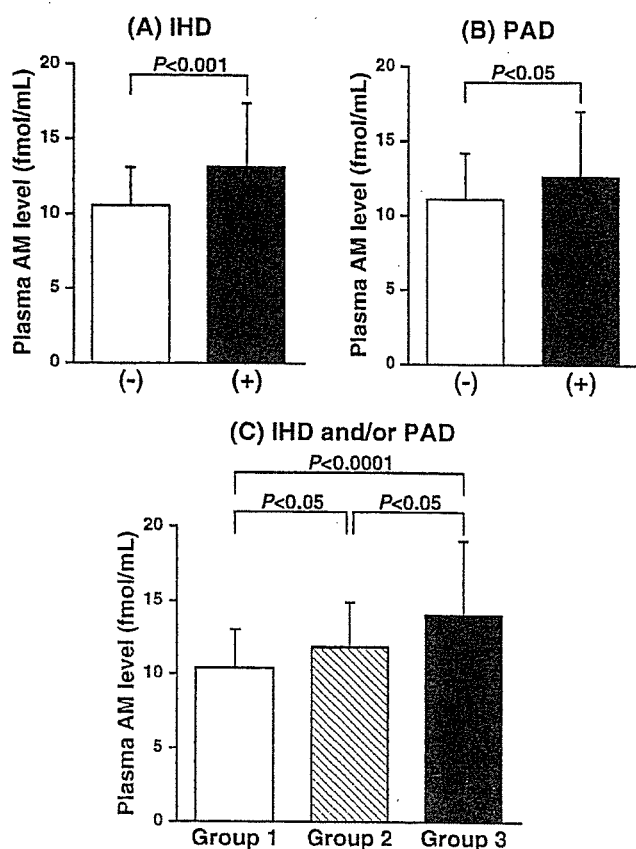 (A) IHD
P<0.001
Plasma AM level (fmol/mL)
20
15
10
5
0
(-) (+)
(B) PAD
P<0.05
Plasma AM level (fmol/mL)
20
15
10
5
0
(-) (+)
(C) IHD and/or PAD
P<0.0001
P<0.05 P<0.05
Plasma AM level (fmol/mL)
20
15
10
5
0
Group 1 Group 2 Group 3